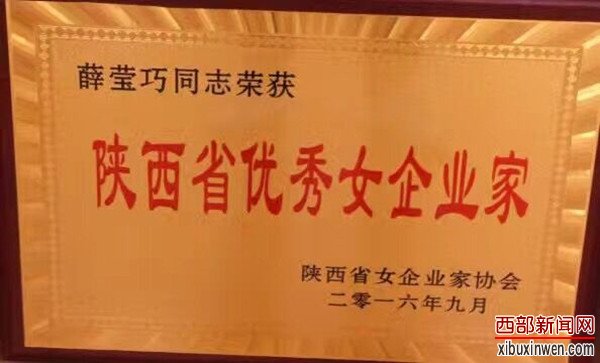 薛莹巧同志荣获
陕西省优秀女企业家
陕西省女企业家协会
二零一六年九月
西部新闻网
xibuxinwen.com